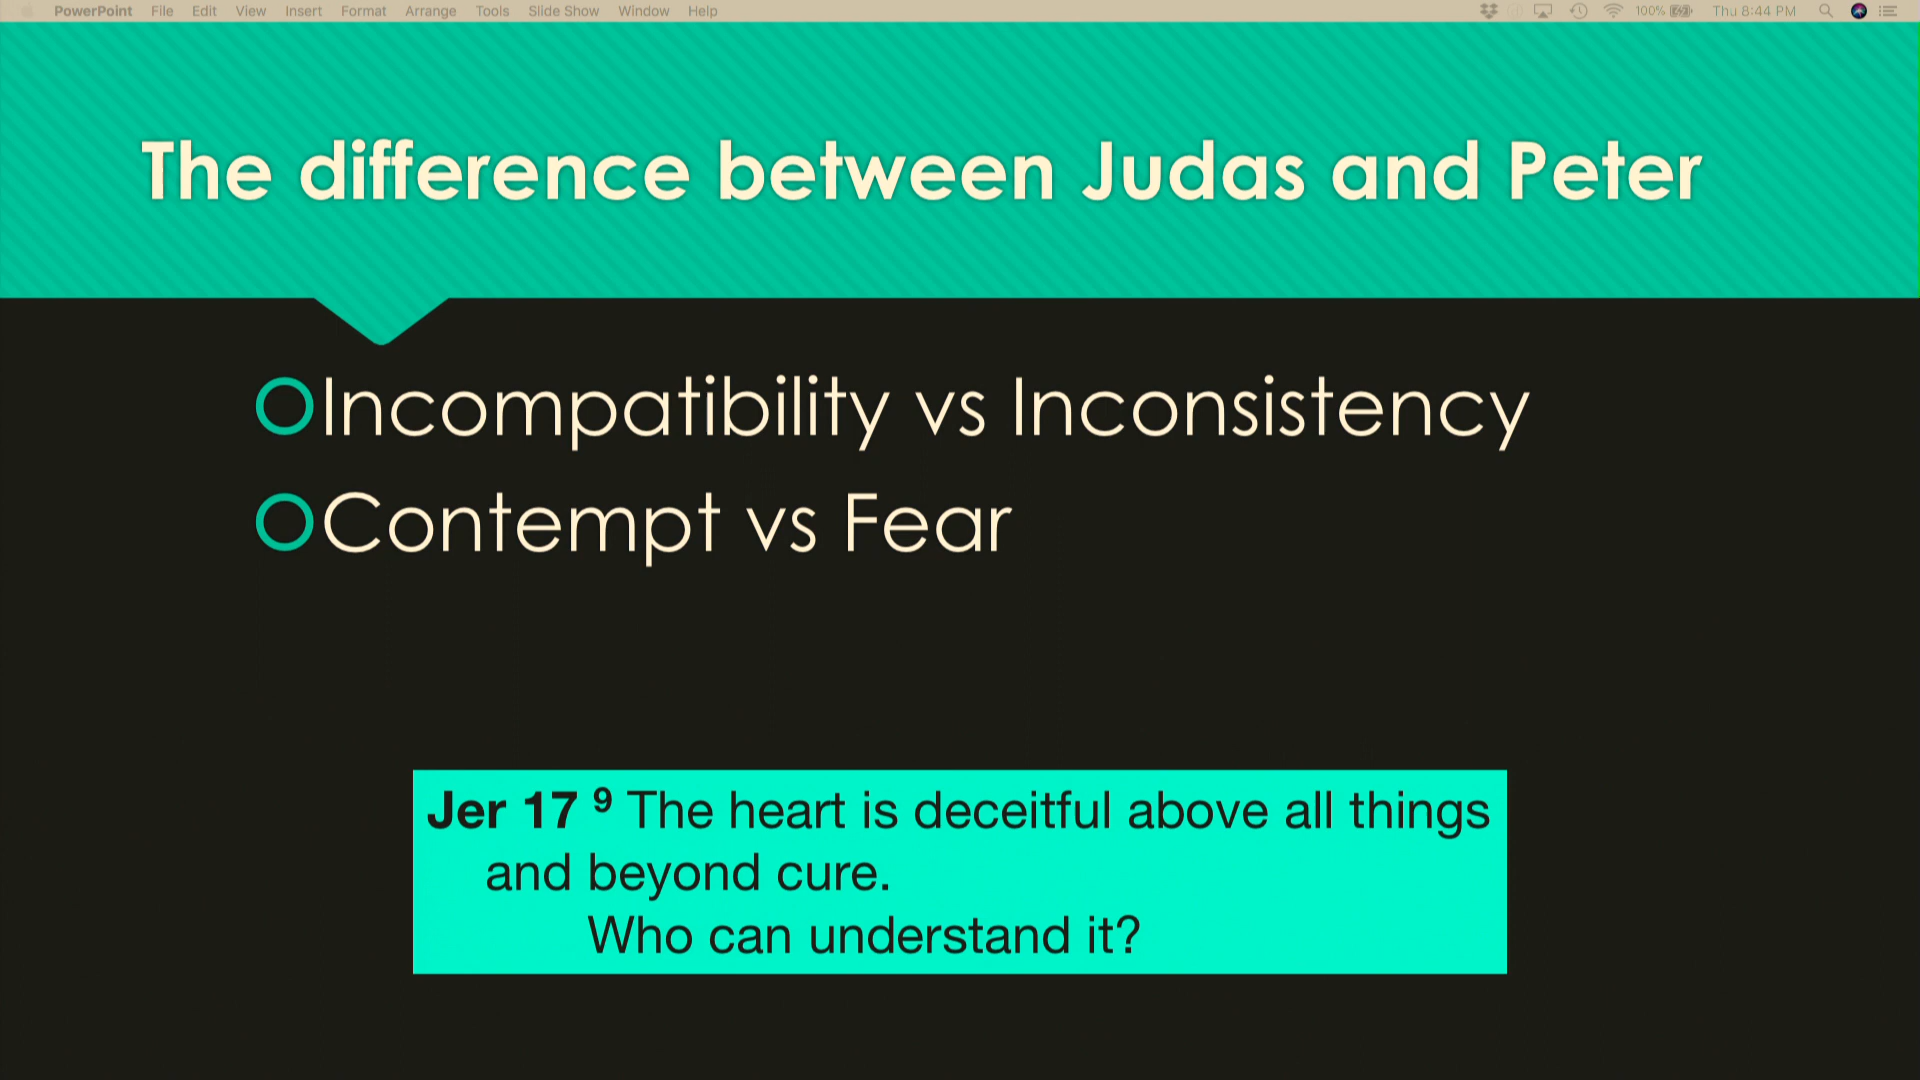 PowerPoint File Edit View Insert Format Arrange Tools Slide Show Window Help 100% Thu 8:44 PM
The difference between Judas and Peter
Incompatibility vs Inconsistency
Contempt vs Fear
Jer 17 ⁹ The heart is deceitful above all things
and beyond cure.
Who can understand it?